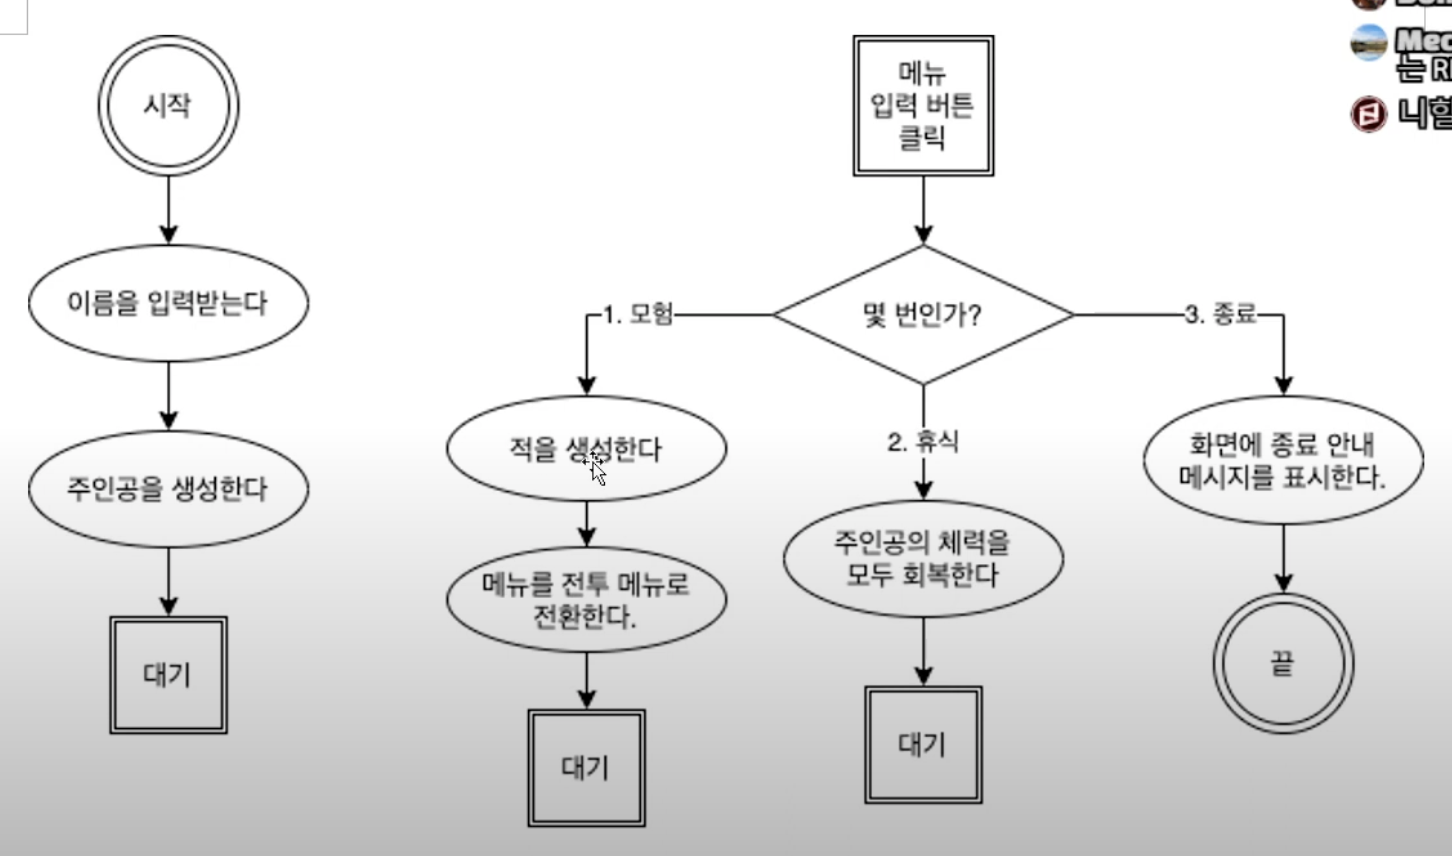 시작
이름을 입력받는다
주인공을 생성한다
대기
메뉴
입력 버튼
클릭
몇 번인가?
1. 모험
적을 생성한다
메뉴를 전투 메뉴로
전환한다.
대기
2. 휴식
주인공의 체력을
모두 회복한다
대기
3. 종료
화면에 종료 안내
메시지를 표시한다.
끝
Mec
는